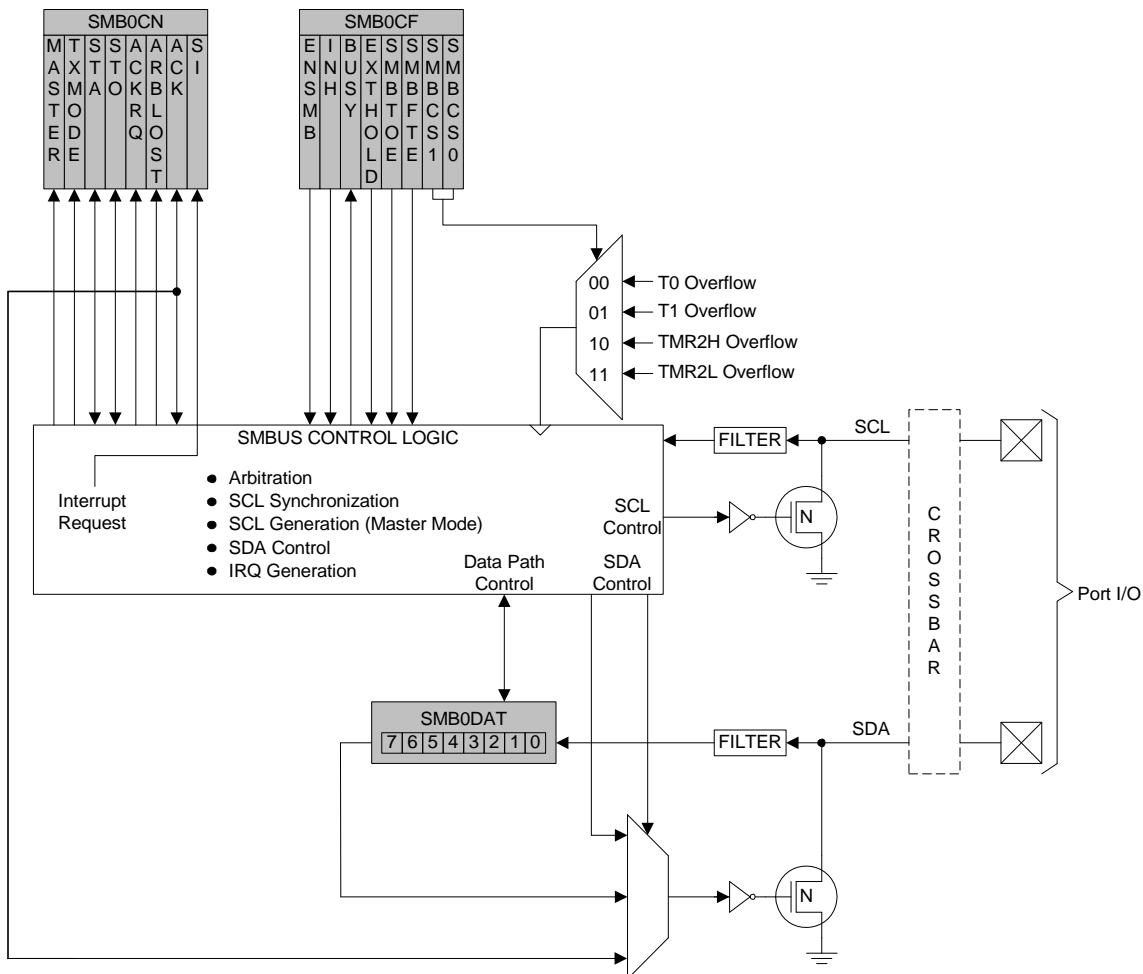 SMB0CN
MASTER
TXMODE
STA
STO
ACKRQ
ARBLOST
ACK
SI
SMB0CF
ENSMB
INH
BUSY
EXTHOLD
SMBTOE
SMBFTE
SMBCS1
SMBCS0
00
T0 Overflow
01
T1 Overflow
10
TMR2H Overflow
11
TMR2L Overflow
SMBUS CONTROL LOGIC
Interrupt
Request
● Arbitration
● SCL Synchronization
● SCL Generation (Master Mode)
● SDA Control
● IRQ Generation
SCL
Control
Data Path
Control
SDA
Control
FILTER
SCL
N
CROSSBAR
Port I/O
SMB0DAT
7 6 5 4 3 2 1 0
FILTER
SDA
N